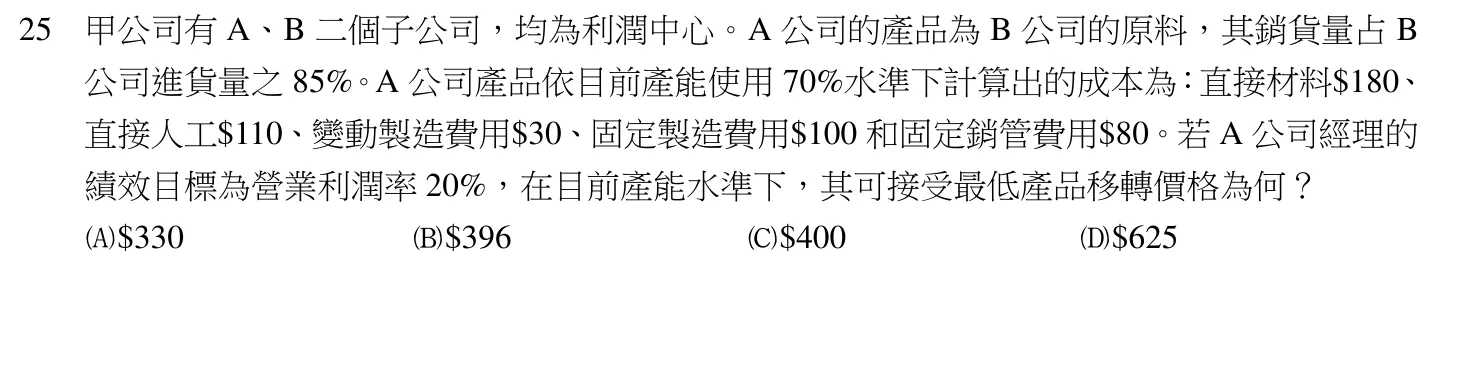 25 甲公司有 A、B 二個子公司，均為利潤中心。A 公司的產品為 B 公司的原料，其銷貨量占 B
公司進貨量之 85%。A 公司產品依目前產能使用 70%水準下計算出的成本為：直接材料$180、
直接人工$110、變動製造費用$30、固定製造費用$100 和固定銷管費用$80。若 A 公司經理的
績效目標為營業利潤率 20%，在目前產能水準下，其可接受最低產品移轉價格為何？
(A)$330 (B)$396 (C)$400 (D)$625